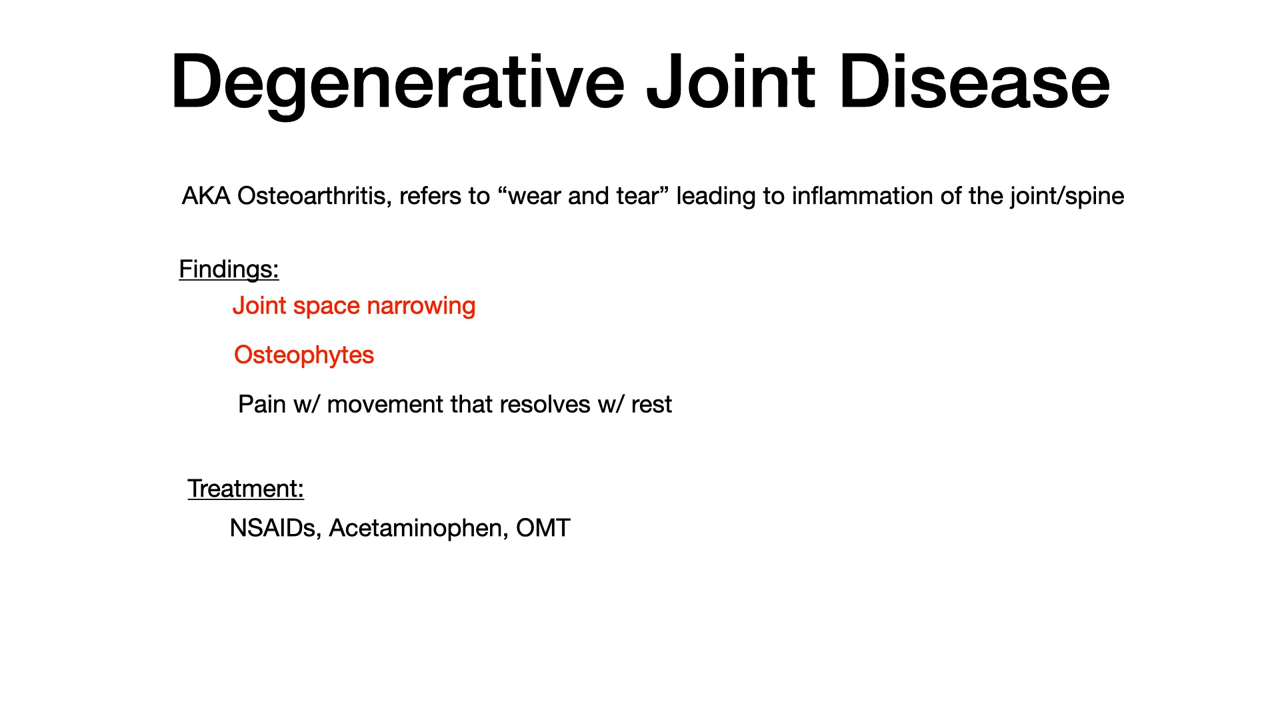 Degenerative Joint Disease
AKA Osteoarthritis, refers to “wear and tear” leading to inflammation of the joint/spine
Findings:
Joint space narrowing
Osteophytes
Pain w/ movement that resolves w/ rest
Treatment:
NSAIDs, Acetaminophen, OMT